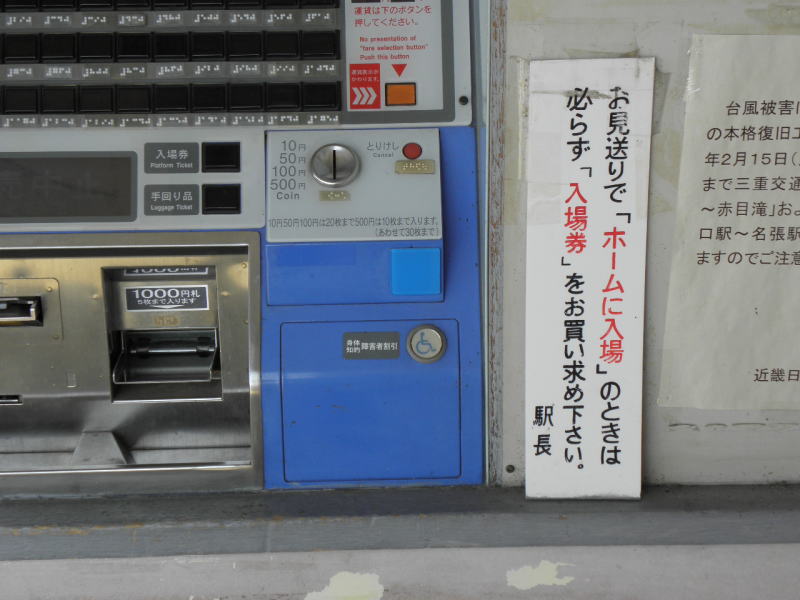 運賃は下のボタンを
押してください。
No presentation of
"fare selection button"
Push this button
運賃表示が
かわります。
入場券
Platform Ticket
手回り品
Luggage Ticket
10円
50円
100円
500円
Coin
とりけし
Cancel
10円50円100円は20枚まで500円は10枚まで入ります。
(あわせて30枚まで)
1000円札
1000円札
5枚まで入ります
身体
知的
障害者割引
お見送りで「ホームに入場」のときは
必らず「入場券」をお買い求め下さい。
駅長
台風被害
の本格復旧工
年2月15日(
まで三重交通
～赤目滝」およ
口駅～名張駅
ますのでご注意
近畿日